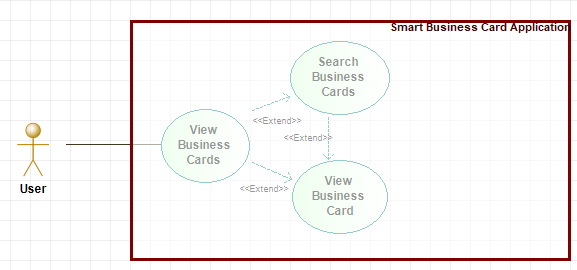 Smart Business Card Application
Search
Business
Cards
<<Extend>>
<<Extend>>
View
Business
Cards
<<Extend>>
View
Business
Card
User